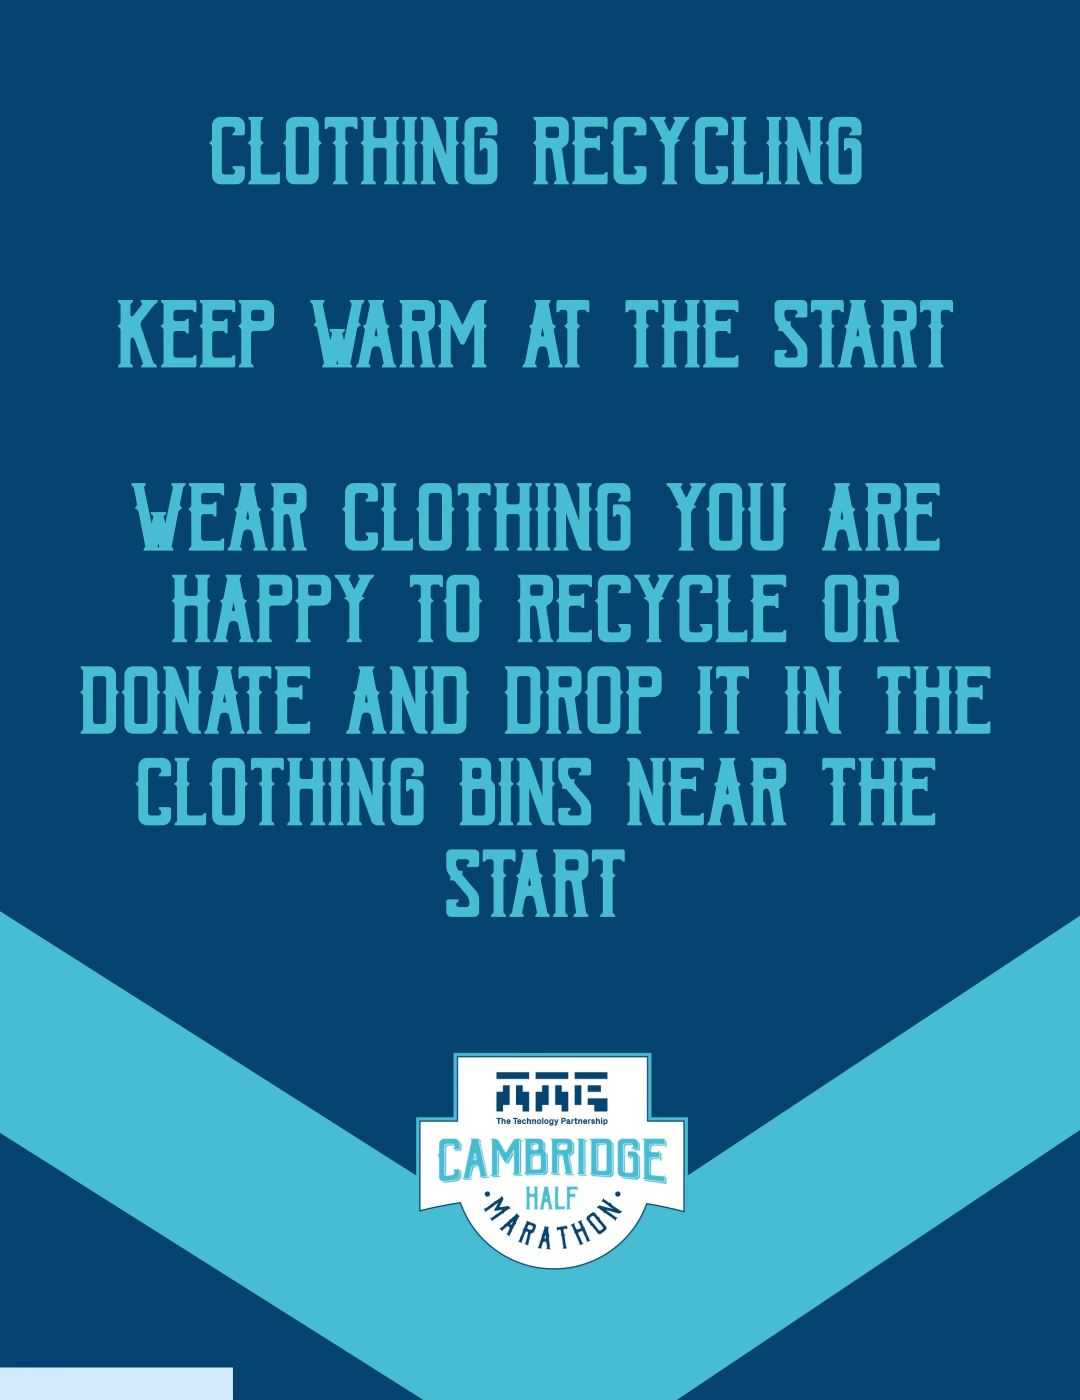 CLOTHING RECYCLING
KEEP WARM AT THE START
WEAR CLOTHING YOU ARE
HAPPY TO RECYCLE OR
DONATE AND DROP IT IN THE
CLOTHING BINS NEAR THE
START
The Technology Partnership
CAMBRIDGE
HALF
MARATHON